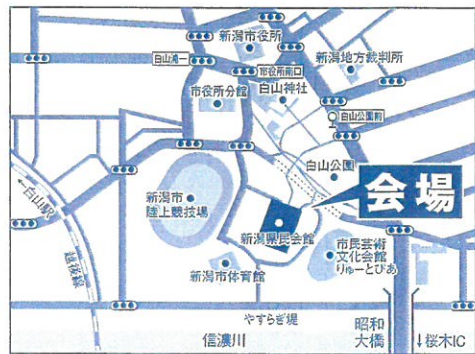 新潟市役所
新潟地方裁判所
白山浦一
市役所前
市役所分館
白山神社
白山公園前
白山公園
←白山駅
越後線
新潟市
陸上競技場
会場
新潟県民会館
市民芸術
文化会館
りゅーとぴあ
新潟市体育館
やすらぎ堤
信濃川
昭和
大橋
↓桜木IC